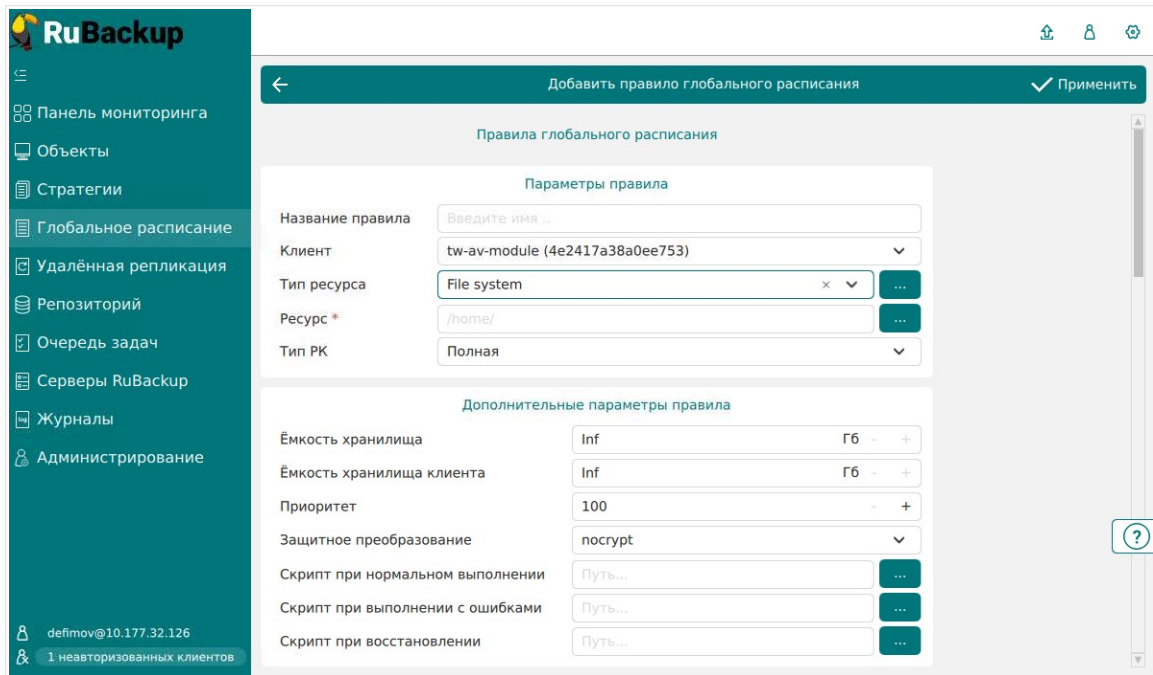 RuBackup
Добавить правило глобального расписания
Применить
Панель мониторинга
Объекты
Стратегии
Глобальное расписание
Удалённая репликация
Репозиторий
Очередь задач
Серверы RuBackup
Журналы
Администрирование
defimov@10.177.32.126
1 неавторизованных клиентов
Правила глобального расписания
Параметры правила
Название правила Введите имя ..
Клиент tw-av-module (4e2417a38a0ee753)
Тип ресурса File system × ...
Ресурс * /home/ ...
Тип РК Полная
Дополнительные параметры правила
Ёмкость хранилища Inf Гб - +
Ёмкость хранилища клиента Inf Гб - +
Приоритет 100 - +
Защитное преобразование nocrypt
Скрипт при нормальном выполнении Путь... ...
Скрипт при выполнении с ошибками Путь... ...
Скрипт при восстановлении Путь... ...
?